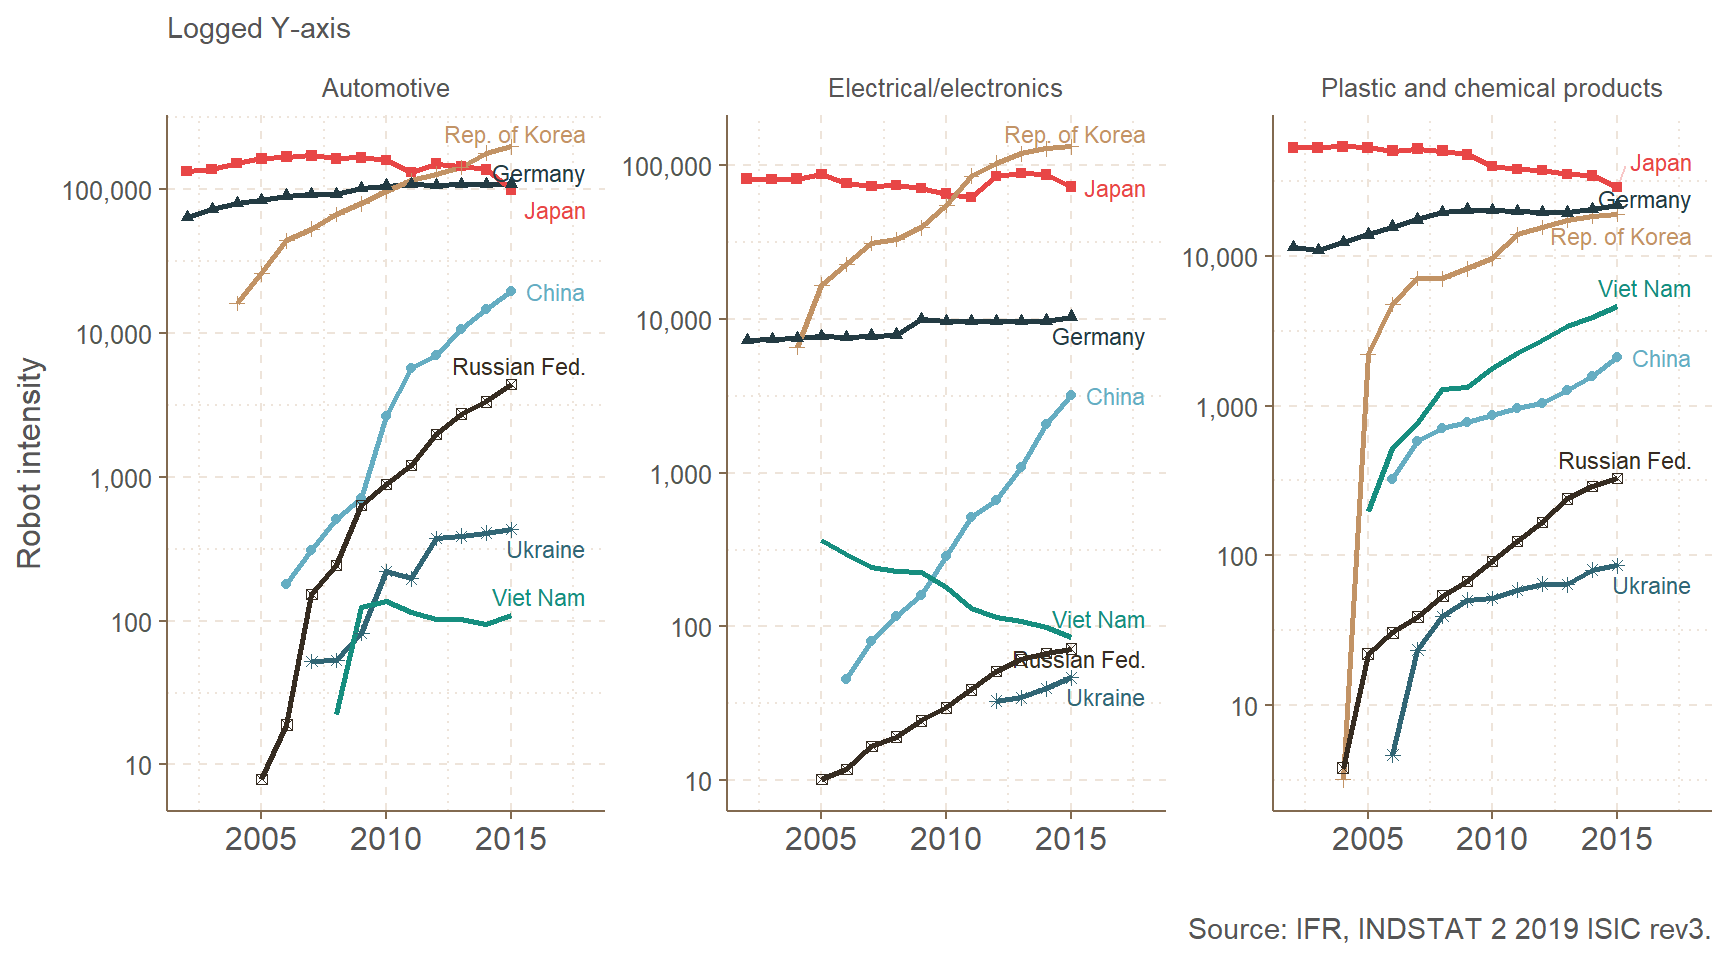 Logged Y-axis
Automotive
Electrical/electronics
Plastic and chemical products
Robot intensity
100,000
10,000
1,000
100
10
Rep. of Korea
Germany
Japan
China
Russian Fed.
Ukraine
Viet Nam
2005 2010 2015
100,000
10,000
1,000
100
10
Rep. of Korea
Japan
Germany
China
Viet Nam
Russian Fed.
Ukraine
2005 2010 2015
10,000
1,000
100
10
Japan
Germany
Rep. of Korea
Viet Nam
China
Russian Fed.
Ukraine
2005 2010 2015
Source: IFR, INDSTAT 2 2019 ISIC rev3.